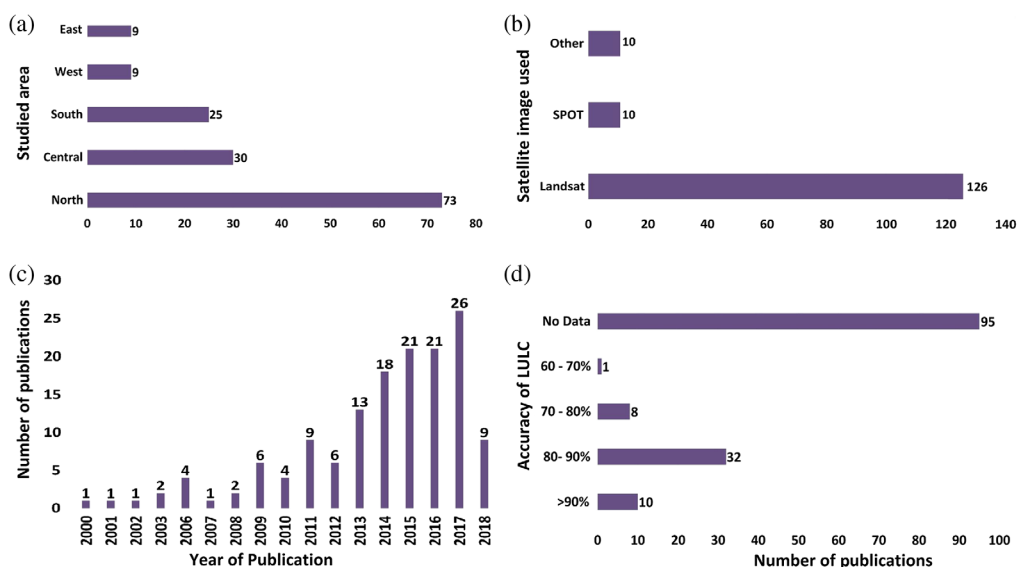 (a)
Studied area
East
9
West
9
South
25
Central
30
North
73
0 10 20 30 40 50 60 70 80
(b)
Satellite image used
Other
10
SPOT
10
Landsat
126
0 20 40 60 80 100 120 140
(c)
Number of publications
30
25
20
15
10
5
0
1 1 1 2 4 1 2 6 4 9 6 13 18 21 21 26 9
2000 2001 2002 2003 2006 2007 2008 2009 2010 2011 2012 2013 2014 2015 2016 2017 2018
Year of Publication
(d)
Accuracy of LULC
No Data
95
60 - 70%
1
70 - 80%
8
80- 90%
32
>90%
10
0 10 20 30 40 50 60 70 80 90 100
Number of publications